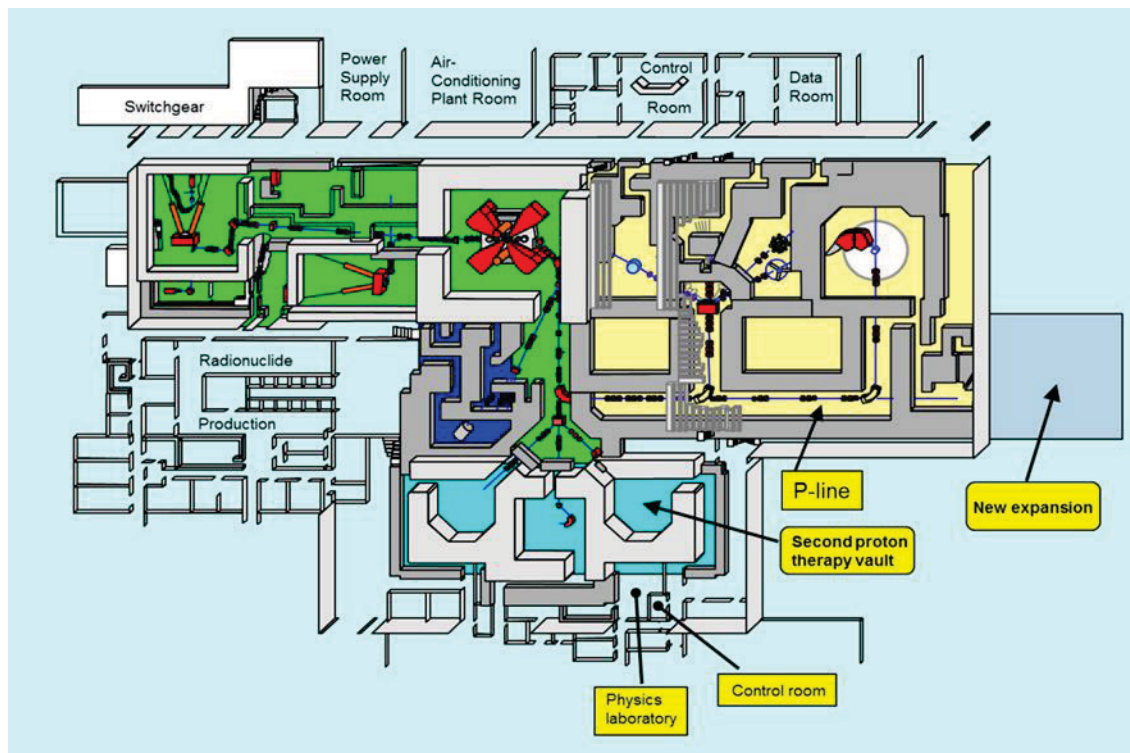 Switchgear
Power
Supply
Room
Air-
Conditioning
Plant Room
Control
Room
Data
Room
Radionuclide
Production
P-line
New expansion
Second proton
therapy vault
Physics
laboratory
Control room